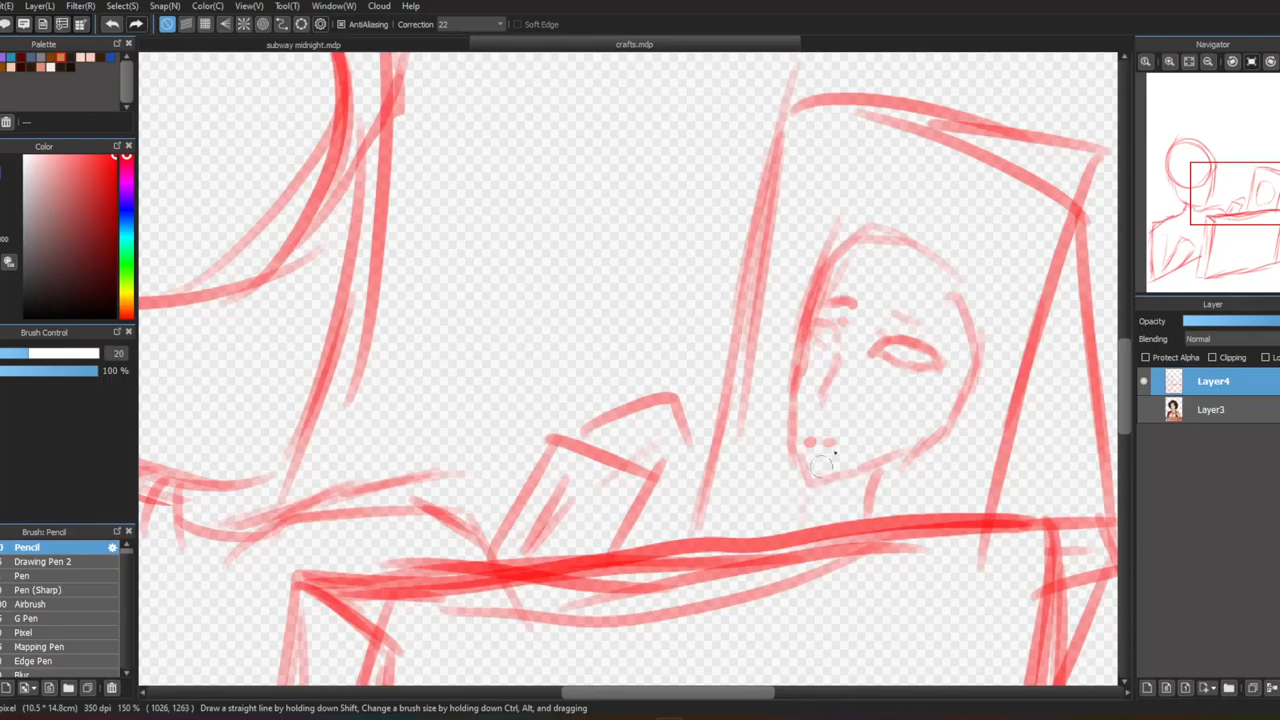 (E) Layer(L) Filter(R) Select(S) Snap(N) Color(C) View(V) Tool(T) Window(W) Cloud Help
AntiAliasing Correction 22 Soft Edge
Palette
subway midnight.mdp crafts.mdp
Navigator
---
Color
Brush Control
20
100 %
Layer
Opacity
Blending Normal
Protect Alpha Clipping Lo
Layer4
Layer3
Brush: Pencil
Pencil
Drawing Pen 2
Pen
Pen (Sharp)
Airbrush
G Pen
Pixel
Mapping Pen
Edge Pen
Blur
pixel (10.5 * 14.8cm) 350 dpi 150 % ( 1026, 1263 ) Draw a straight line by holding down Shift, Change a brush size by holding down Ctrl, Alt, and dragging